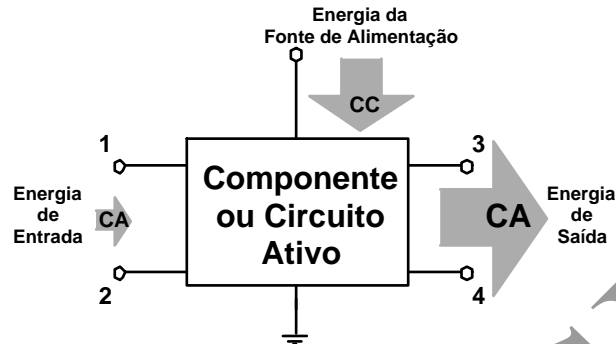 Energia da
Fonte de Alimentação
CC
1
3
Energia
de
Entrada
CA
Componente
ou Circuito
Ativo
CA
Energia
de
Saída
2
4